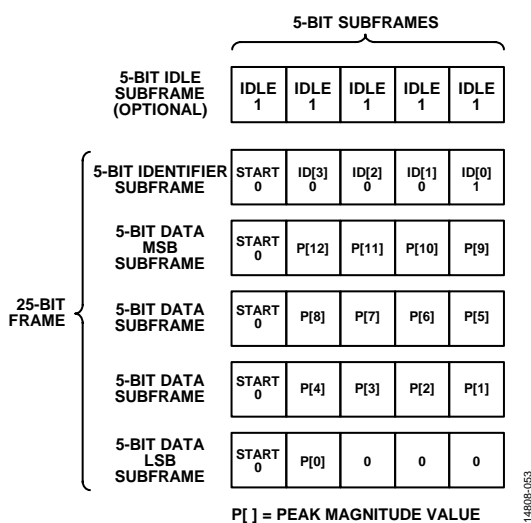 5-BIT SUBFRAMES
5-BIT IDLE
SUBFRAME
(OPTIONAL)
IDLE IDLE IDLE IDLE IDLE
1 1 1 1 1
25-BIT
FRAME
5-BIT IDENTIFIER
SUBFRAME
START ID[3] ID[2] ID[1] ID[0]
0 0 0 0 1
5-BIT DATA
MSB
SUBFRAME
START P[12] P[11] P[10] P[9]
0
5-BIT DATA
SUBFRAME
START P[8] P[7] P[6] P[5]
0
5-BIT DATA
SUBFRAME
START P[4] P[3] P[2] P[1]
0
5-BIT DATA
LSB
SUBFRAME
START P[0] 0 0 0
0
P[ ] = PEAK MAGNITUDE VALUE
14808-053